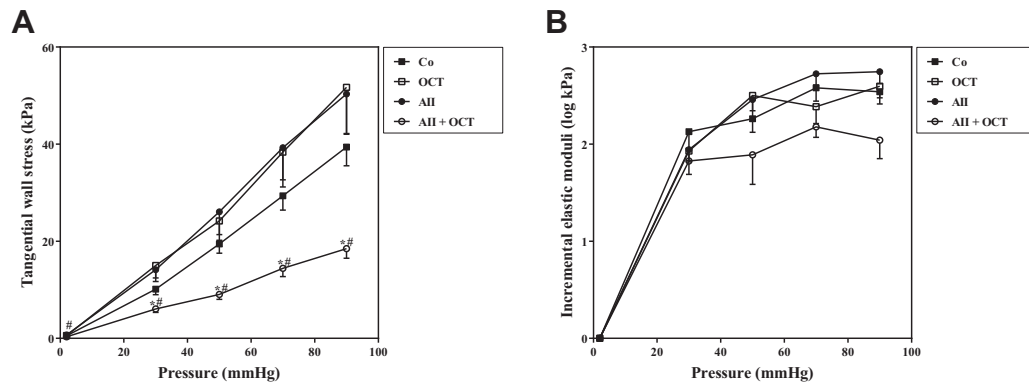 A
Tangential wall stress (kPa)
60
40
20
0
0 20 40 60 80 100
Pressure (mmHg)
#
*#
*#
*#
*#
Co
OCT
AII
AII + OCT
B
Incremental elastic moduli (log kPa)
3
2
1
0
0 20 40 60 80 100
Pressure (mmHg)
Co
OCT
AII
AII + OCT